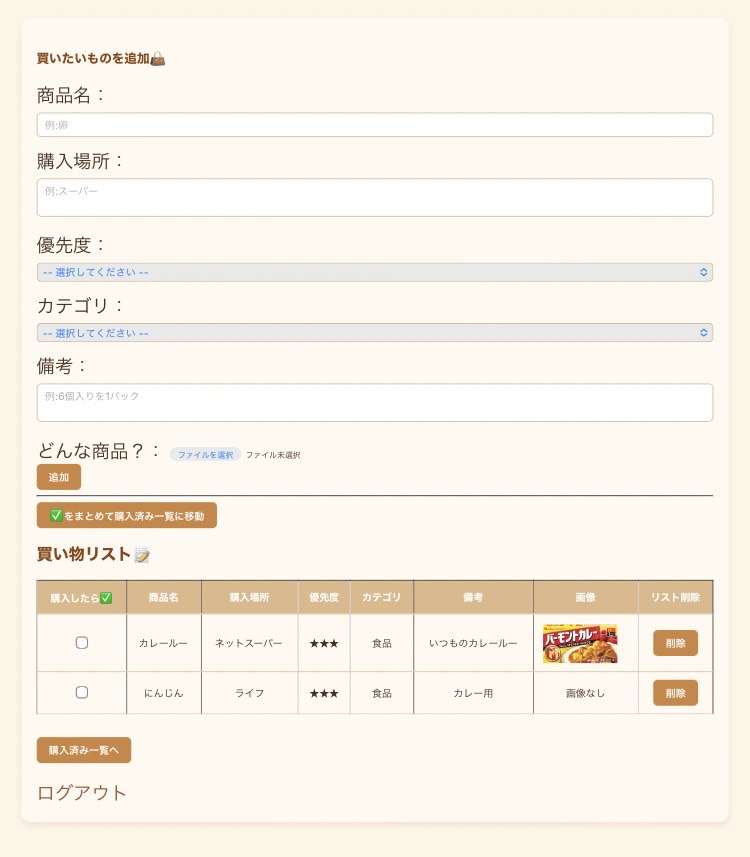 買いたいものを追加👜
商品名：
例:卵
購入場所：
例:スーパー
優先度：
-- 選択してください --
カテゴリ：
-- 選択してください --
備考：
例:6個入りを1パック
どんな商品？： ファイルを選択 ファイル未選択
追加
✅をまとめて購入済み一覧に移動
買い物リスト📝
購入したら✅ 商品名 購入場所 優先度 カテゴリ 備考 画像 リスト削除
カレールー ネットスーパー ★★★ 食品 いつものカレールー バーモントカレー 削除
にんじん ライフ ★★★ 食品 カレー用 画像なし 削除
購入済み一覧へ
ログアウト